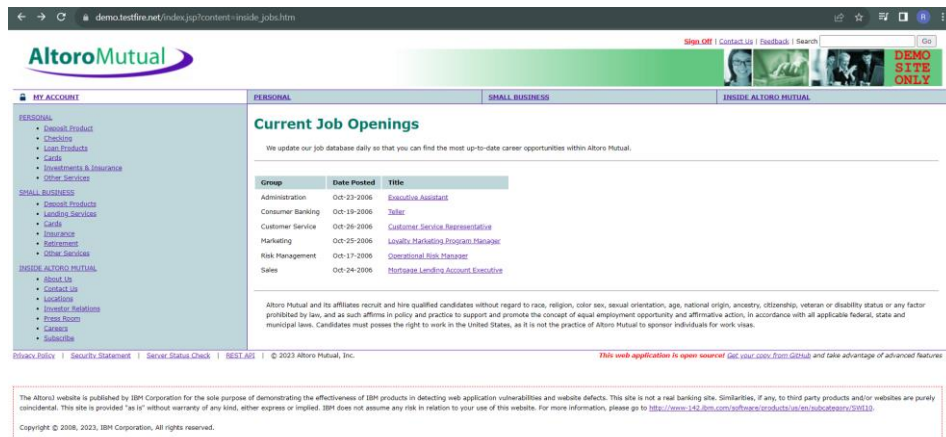 demo.testfire.net/index.jsp?content=inside_jobs.htm
Sign Off | Contact Us | Feedback | Search Go
AltoroMutual
DEMO SITE ONLY
MY ACCOUNT
PERSONAL
SMALL BUSINESS
INSIDE ALTORO MUTUAL
PERSONAL
Deposit Product
Checking
Loan Products
Cards
Investments & Insurance
Other Services
SMALL BUSINESS
Deposit Products
Lending Services
Cards
Insurance
Retirement
Other Services
INSIDE ALTORO MUTUAL
About Us
Contact Us
Locations
Investor Relations
Press Room
Careers
Subscribe
Current Job Openings
We update our job database daily so that you can find the most up-to-date career opportunities within Altoro Mutual.
Group Date Posted Title
Administration Oct-23-2006 Executive Assistant
Consumer Banking Oct-19-2006 Teller
Customer Service Oct-26-2006 Customer Service Representative
Marketing Oct-25-2006 Loyalty Marketing Program Manager
Risk Management Oct-17-2006 Operational Risk Manager
Sales Oct-24-2006 Mortgage Lending Account Executive
Altoro Mutual and its affiliates recruit and hire qualified candidates without regard to race, religion, color sex, sexual orientation, age, national origin, ancestry, citizenship, veteran or disability status or any factor
prohibited by law, and as such affirms in policy and practice to support and promote the concept of equal employment opportunity and affirmative action, in accordance with all applicable federal, state and
municipal laws. Candidates must posses the right to work in the United States, as it is not the practice of Altoro Mutual to sponsor individuals for work visas.
Privacy Policy | Security Statement | Server Status Check | REST API | © 2023 Altoro Mutual, Inc.
This web application is open source! Get your copy from GitHub and take advantage of advanced features
The AltoroJ website is published by IBM Corporation for the sole purpose of demonstrating the effectiveness of IBM products in detecting web application vulnerabilities and website defects. This site is not a real banking site. Similarities, if any, to third party products and/or websites are purely
coincidental. This site is provided "as is" without warranty of any kind, either express or implied. IBM does not assume any risk in relation to your use of this website. For more information, please go to http://www-142.ibm.com/software/products/us/en/subcategory/SWI10.
Copyright © 2008, 2023, IBM Corporation, All rights reserved.